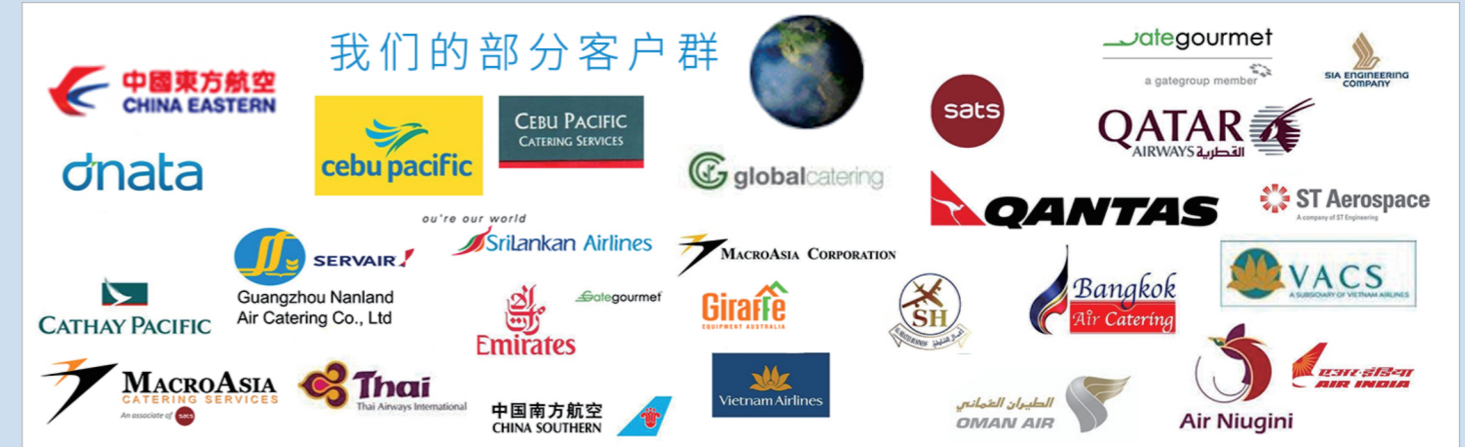 我们的部分客户群
中國東方航空
CHINA EASTERN
dnata
cebu pacific
CEBU PACIFIC
CATERING SERVICES
globalcatering
sats
gategourmet
a gategroup member
SIA ENGINEERING
COMPANY
QATAR
AIRWAYS القطرية
QANTAS
ST Aerospace
A company of ST Engineering
ou're our world
SriLankan Airlines
SERVAIR
Guangzhou Nanland
Air Catering Co., Ltd
MACROASIA CORPORATION
CATHAY PACIFIC
Emirates
Gategourmet
Giraffe
EQUIPMENT AUSTRALIA
SH
Bangkok
Air Catering
VACS
A SUBSIDIARY OF VIETNAM AIRLINES
MACROASIA
CATERING SERVICES
An associate of sats
Thai
Thai Airways International
中国南方航空
CHINA SOUTHERN
Vietnam Airlines
الطيران العماني
OMAN AIR
Air Niugini
एअर इंडिया
AIR INDIA